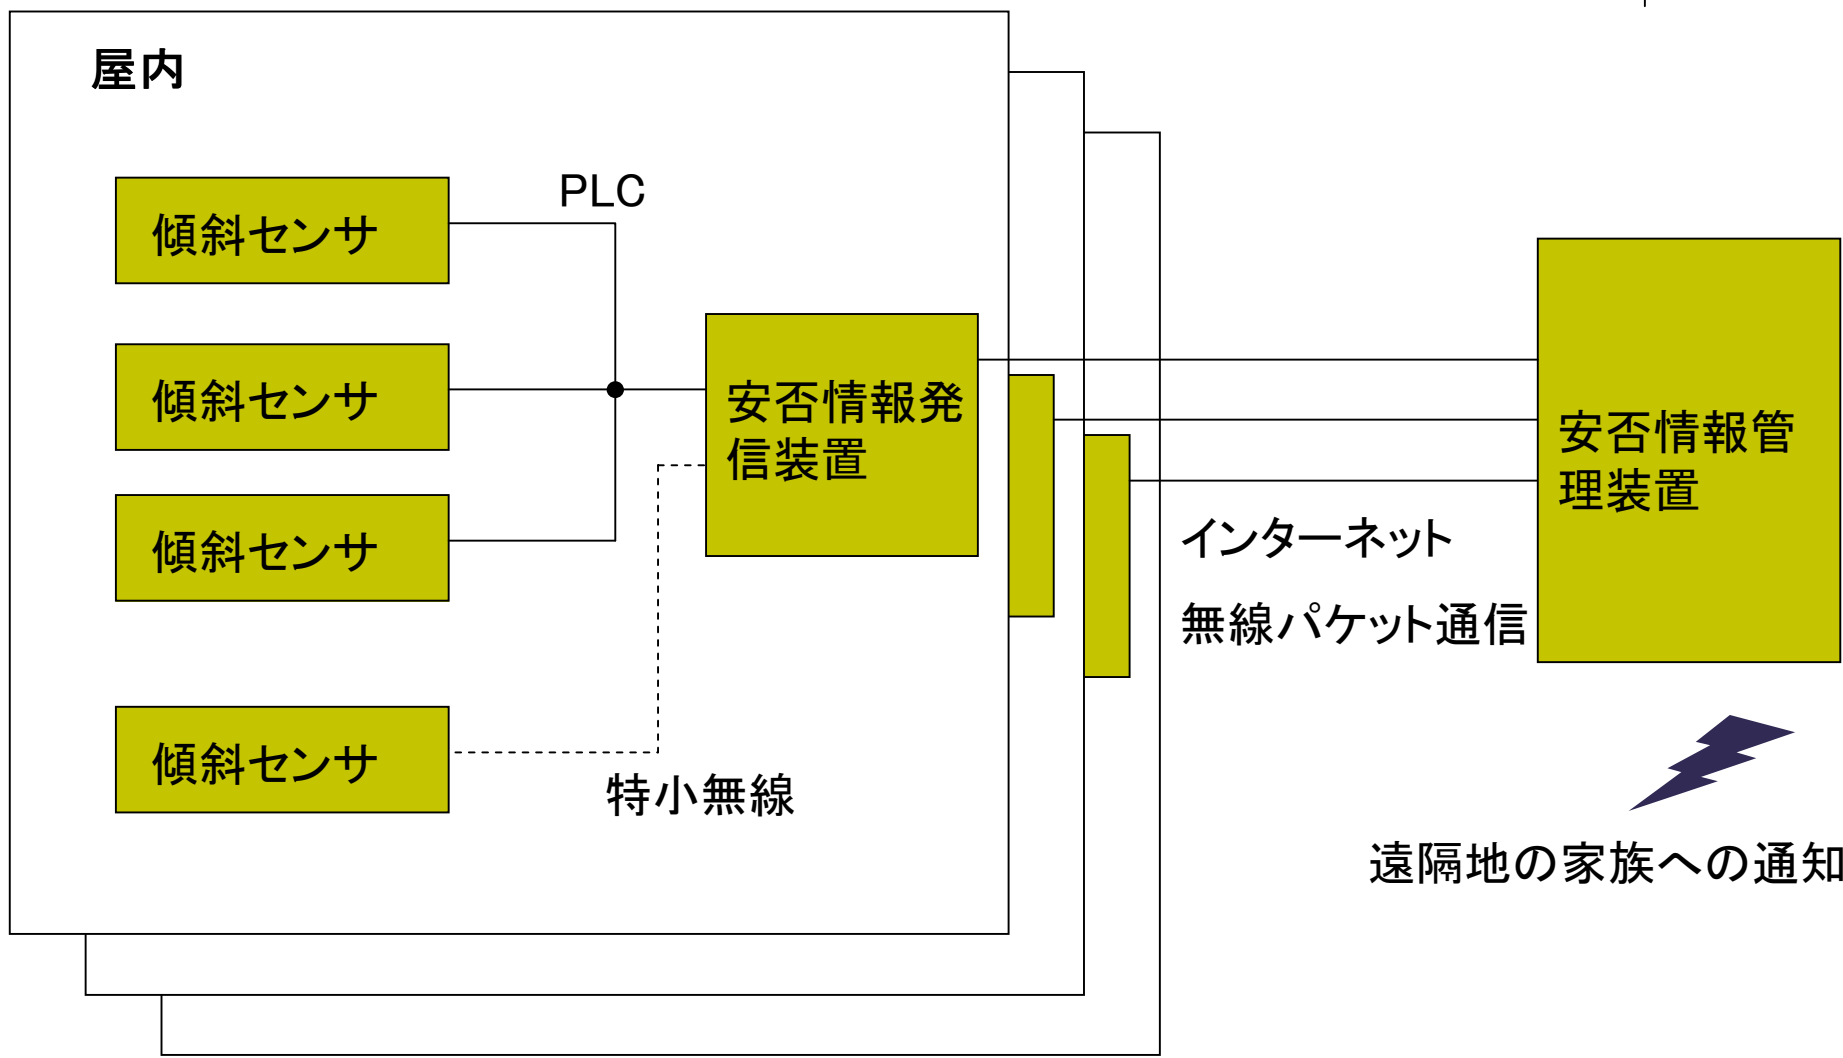 屋内
傾斜センサ
PLC
傾斜センサ
傾斜センサ
傾斜センサ
特小無線
安否情報発
信装置
インターネット
無線パケット通信
安否情報管
理装置
遠隔地の家族への通知